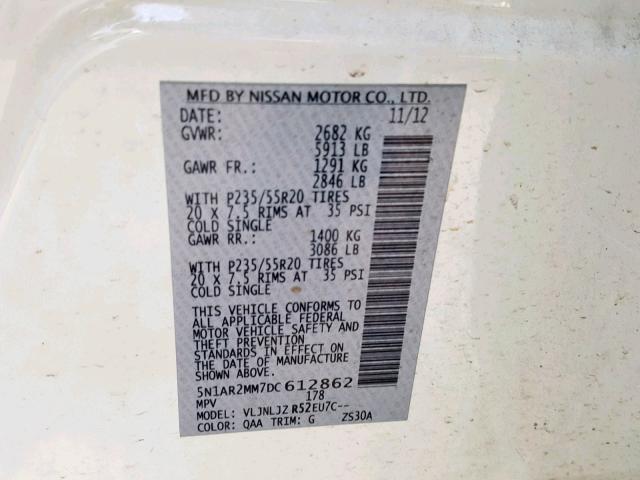 MFD BY NISSAN MOTOR CO., LTD.
DATE: 11/12
GVWR: 2682 KG
5913 LB
GAWR FR.: 1291 KG
2846 LB
WITH P235/55R20 TIRES
20 X 7.5 RIMS AT 35 PSI
COLD SINGLE
GAWR RR.: 1400 KG
3086 LB
WITH P235/55R20 TIRES
20 X 7.5 RIMS AT 35 PSI
COLD SINGLE
THIS VEHICLE CONFORMS TO
ALL APPLICABLE FEDERAL
MOTOR VEHICLE SAFETY AND
THEFT PREVENTION
STANDARDS IN EFFECT ON
THE DATE OF MANUFACTURE
SHOWN ABOVE.
5N1AR2MM7DC612862
MPV 178
MODEL: VLJNLJZ R52EU7C--
COLOR: QAA TRIM: G ZS30A